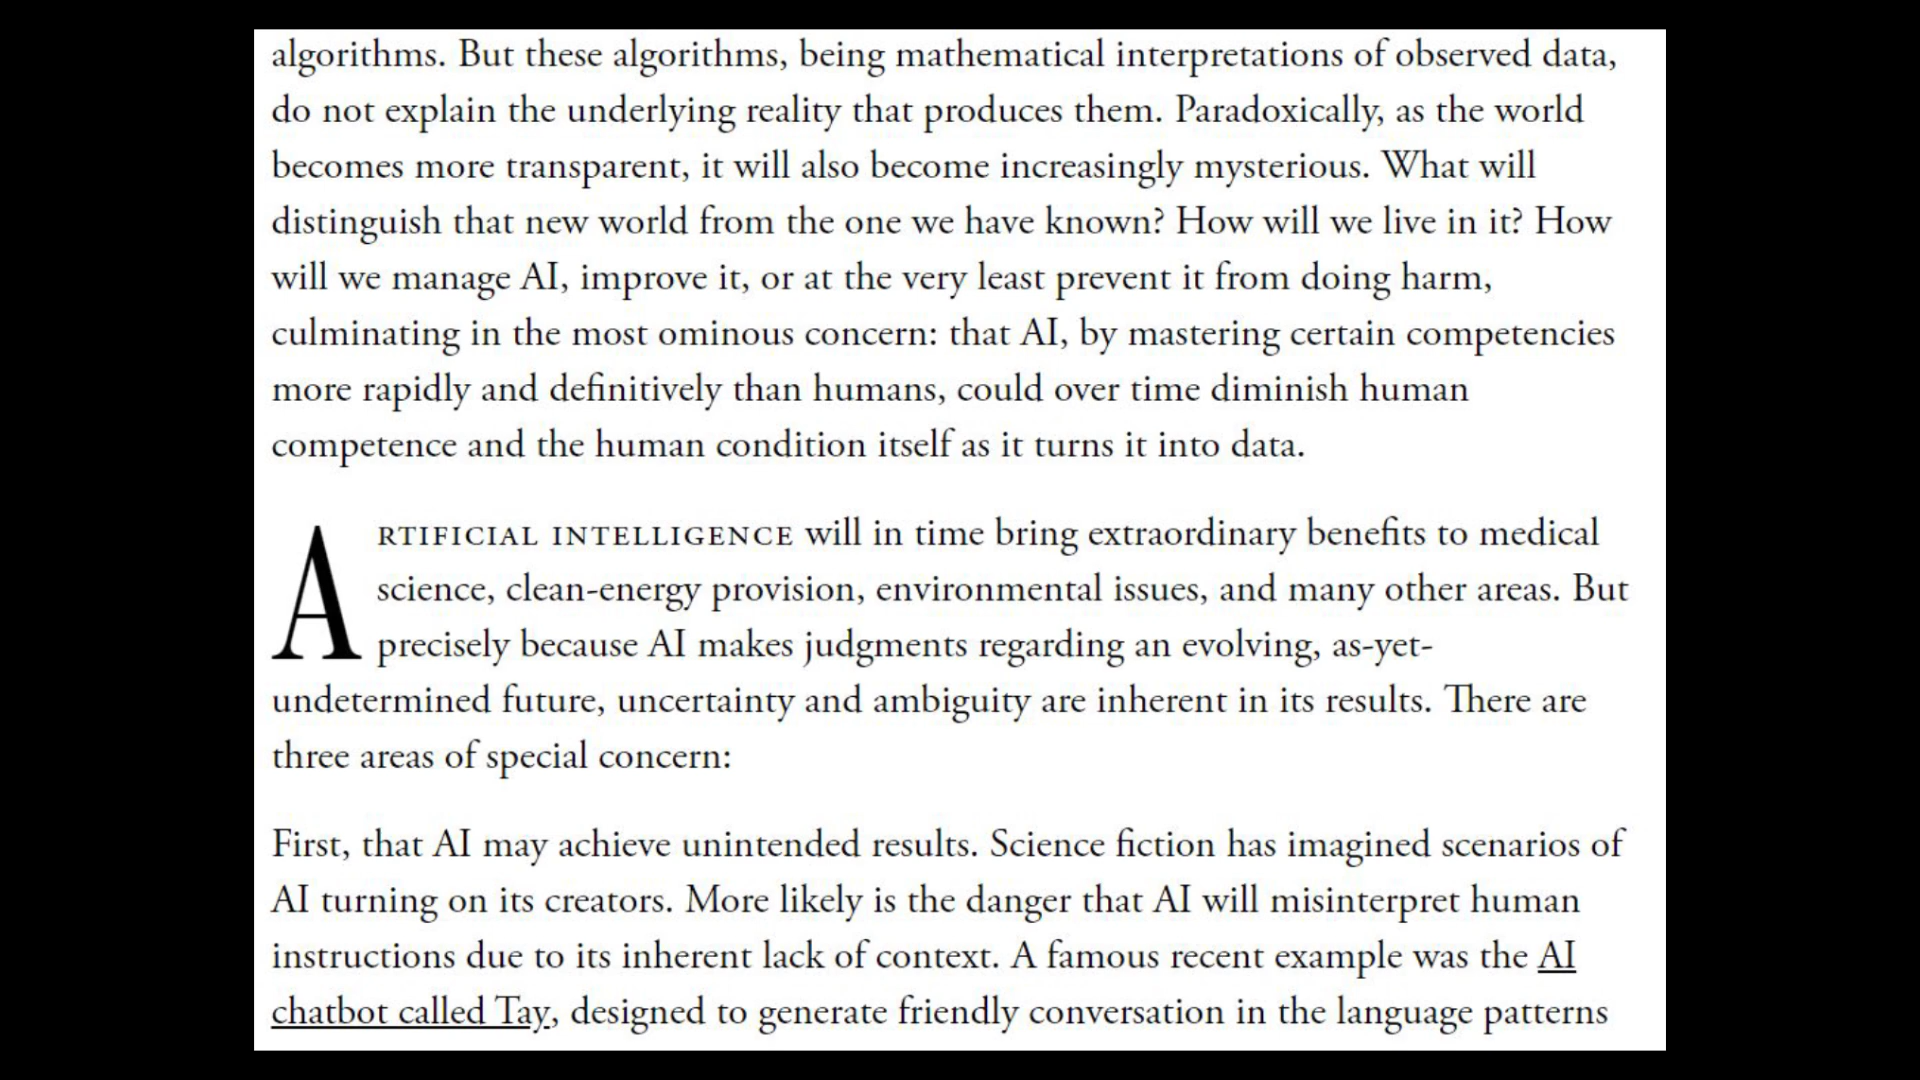 algorithms. But these algorithms, being mathematical interpretations of observed data,
do not explain the underlying reality that produces them. Paradoxically, as the world
becomes more transparent, it will also become increasingly mysterious. What will
distinguish that new world from the one we have known? How will we live in it? How
will we manage AI, improve it, or at the very least prevent it from doing harm,
culminating in the most ominous concern: that AI, by mastering certain competencies
more rapidly and definitively than humans, could over time diminish human
competence and the human condition itself as it turns it into data.
ARTIFICIAL INTELLIGENCE will in time bring extraordinary benefits to medical
science, clean-energy provision, environmental issues, and many other areas. But
precisely because AI makes judgments regarding an evolving, as-yet-
undetermined future, uncertainty and ambiguity are inherent in its results. There are
three areas of special concern:
First, that AI may achieve unintended results. Science fiction has imagined scenarios of
AI turning on its creators. More likely is the danger that AI will misinterpret human
instructions due to its inherent lack of context. A famous recent example was the AI
chatbot called Tay, designed to generate friendly conversation in the language patterns